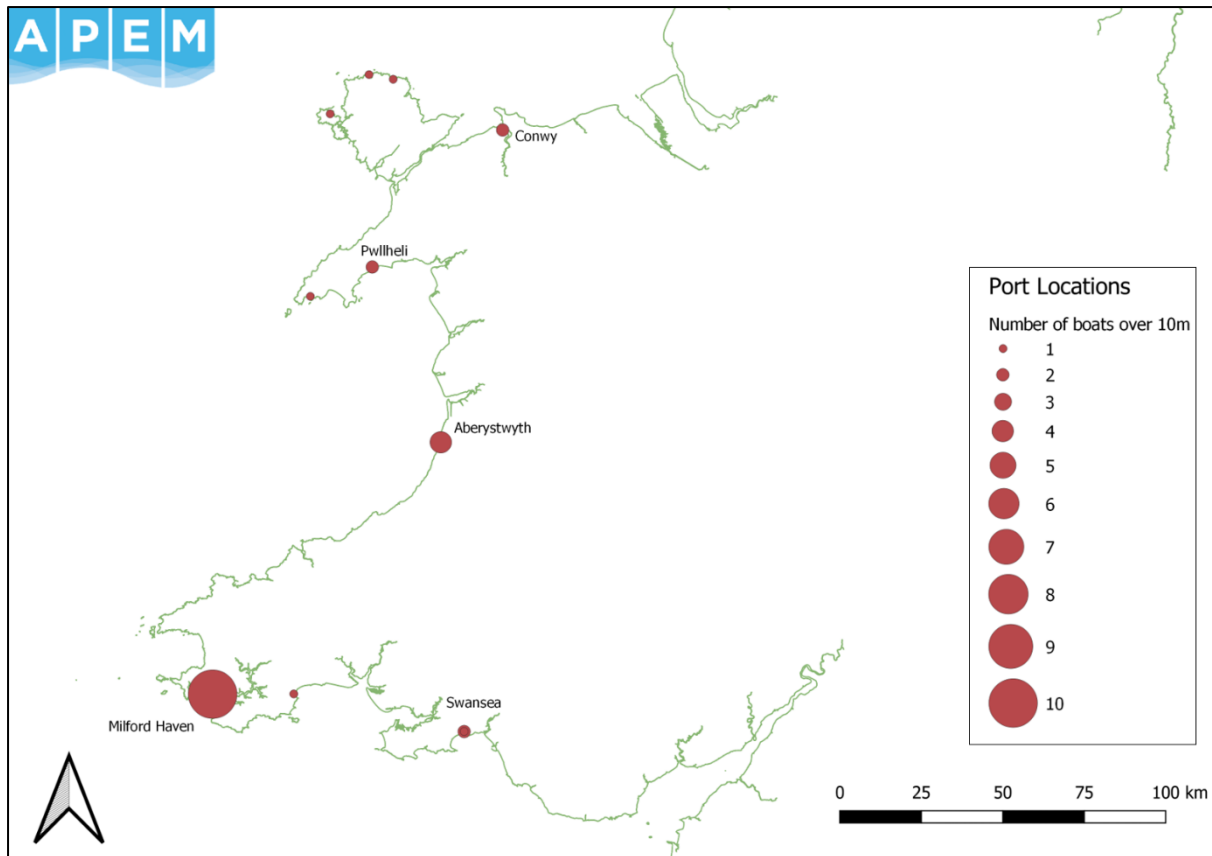 APEM
Conwy
Pwllheli
Aberystwyth
Milford Haven
Swansea
Port Locations
Number of boats over 10m
1
2
3
4
5
6
7
8
9
10
0 25 50 75 100 km